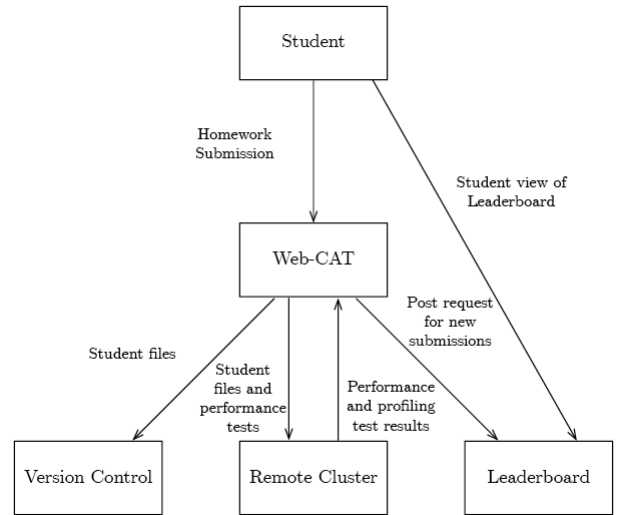 Student
Homework
Submission
Student view of
Leaderboard
Web-CAT
Post request
for new
submissions
Student files
Student
files and
performance
tests
Performance
and profiling
test results
Version Control
Remote Cluster
Leaderboard